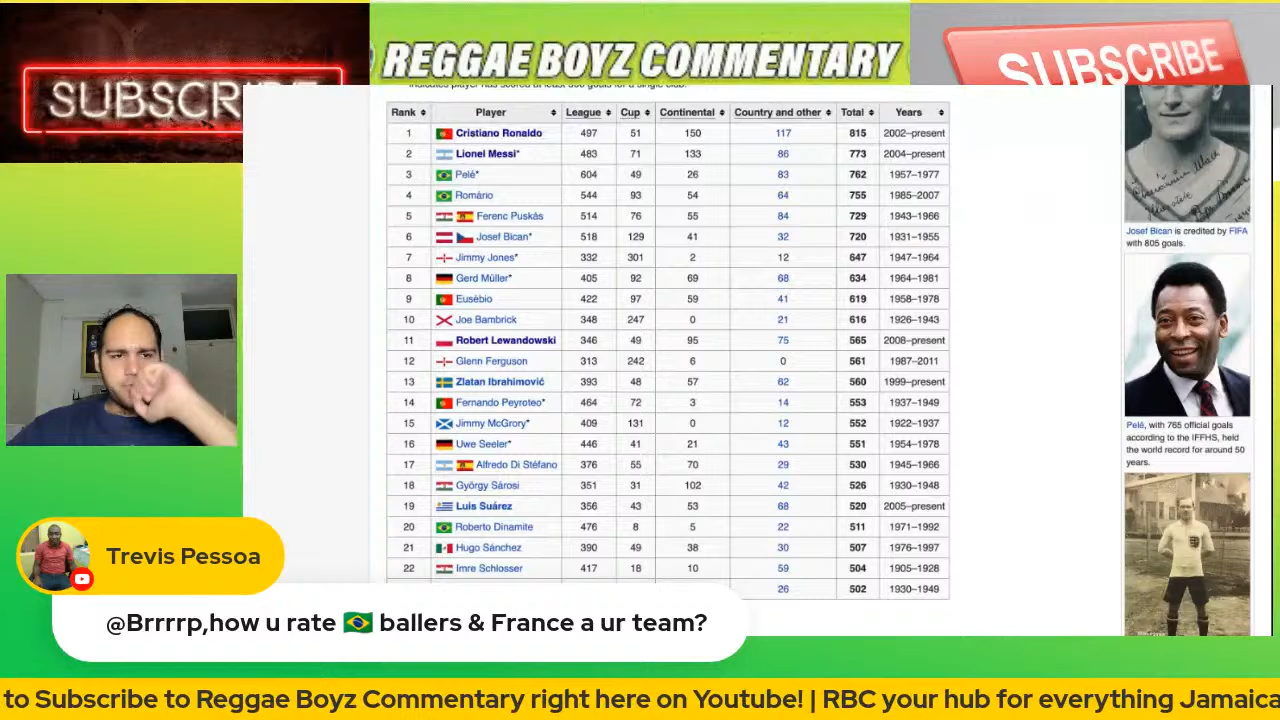 REGGAE BOYZ COMMENTARY
SUBSCRIBE
Rank Player League Cup Continental Country and other Total Years
1 Cristiano Ronaldo 497 51 150 117 815 2002–present
2 Lionel Messi* 483 71 133 86 773 2004–present
3 Pelé* 604 49 26 83 762 1957–1977
4 Romário 544 93 54 64 755 1985–2007
5 Ferenc Puskás 514 76 55 84 729 1943–1966
6 Josef Bican* 518 129 41 32 720 1931–1955
7 Jimmy Jones* 332 301 2 12 647 1947–1964
8 Gerd Müller* 405 92 69 68 634 1964–1981
9 Eusébio 422 97 59 41 619 1958–1978
10 Joe Bambrick 348 247 0 21 616 1926–1943
11 Robert Lewandowski 346 49 95 75 565 2008–present
12 Glenn Ferguson 313 242 6 0 561 1987–2011
13 Zlatan Ibrahimović 393 48 57 62 560 1999–present
14 Fernando Peyroteo* 464 72 3 14 553 1937–1949
15 Jimmy McGrory* 409 131 0 12 552 1922–1937
16 Uwe Seeler* 446 41 21 43 551 1954–1978
17 Alfredo Di Stéfano 376 55 70 29 530 1945–1966
18 György Sárosi 351 31 102 42 526 1930–1948
19 Luis Suárez 356 43 53 68 520 2005–present
20 Roberto Dinamite 476 8 5 22 511 1971–1992
21 Hugo Sánchez 390 49 38 30 507 1976–1997
22 Imre Schlosser 417 18 10 59 504 1905–1928
26 502 1930–1949
Josef Bican is credited by FIFA
with 805 goals.
Pelé, with 765 official goals
according to the IFFHS, held
the world record for around 50
years.
Trevis Pessoa
@Brrrrp,how u rate 🇧🇷 ballers & France a ur team?
to Subscribe to Reggae Boyz Commentary right here on Youtube! | RBC your hub for everything Jamaica